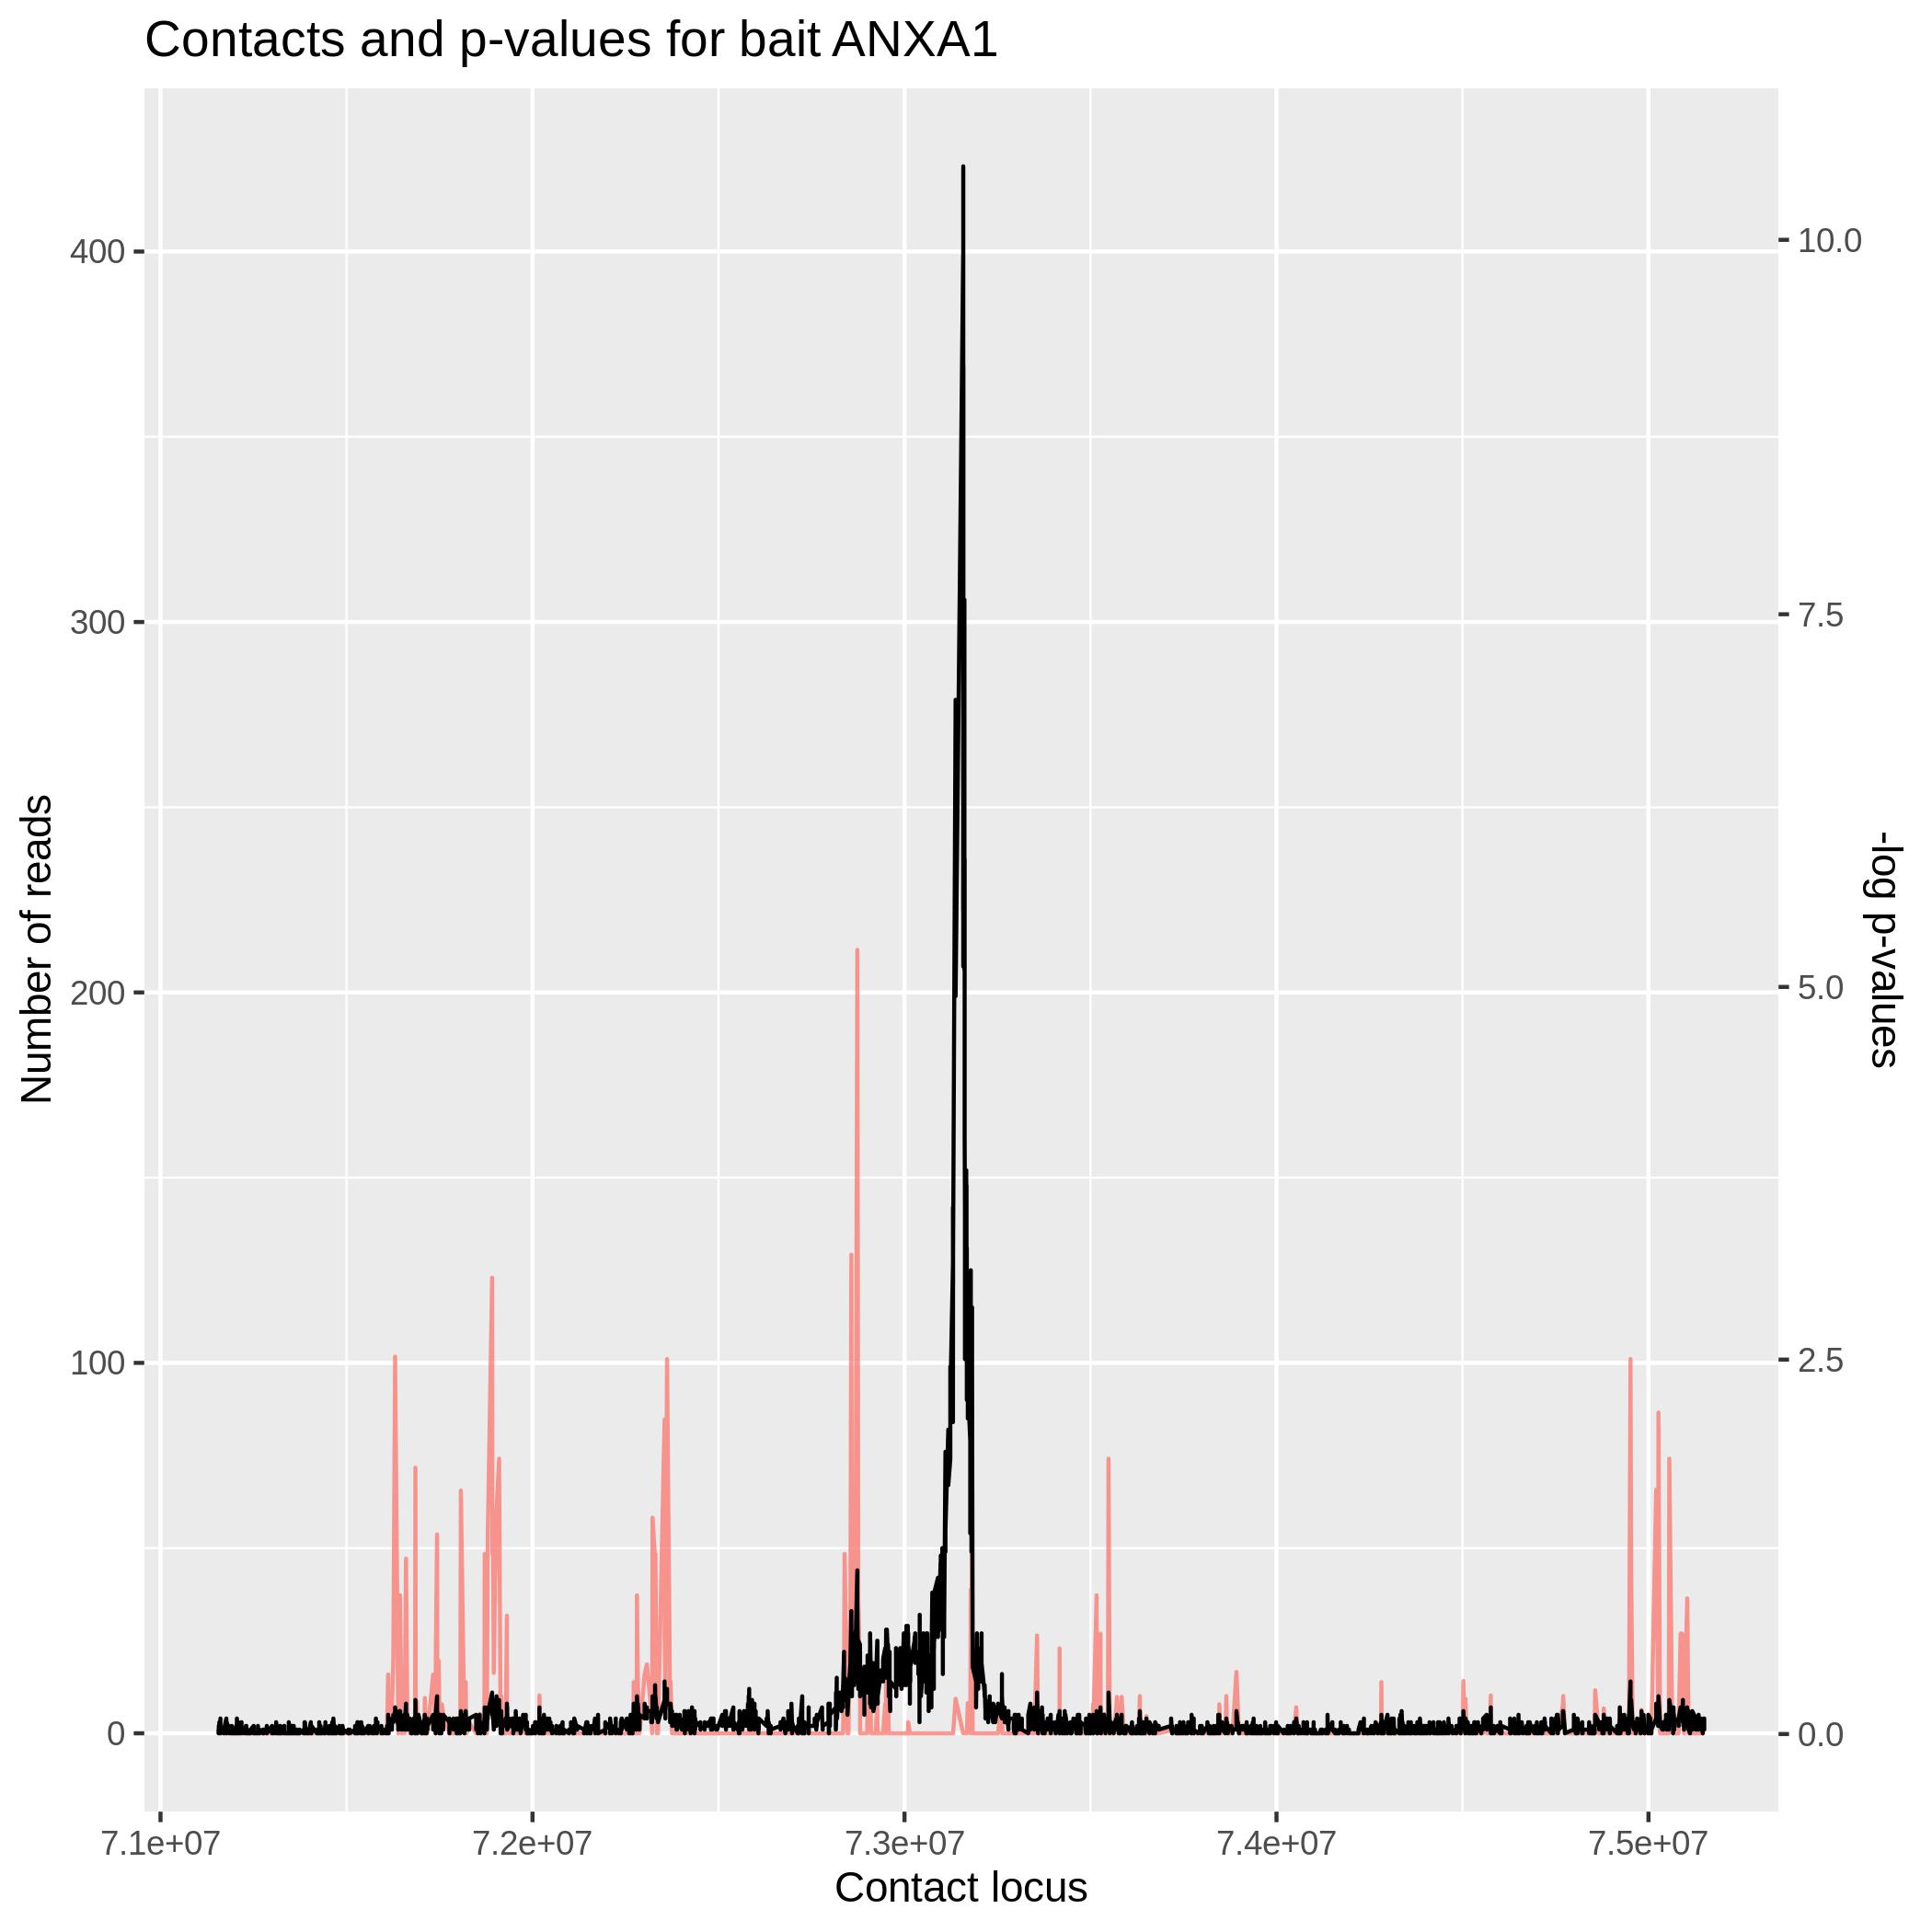 Contacts and p-values for bait ANXA1
Number of reads
400
300
200
100
0
10.0
7.5
5.0
2.5
0.0
-log p-values
7.1e+07
7.2e+07
7.3e+07
7.4e+07
7.5e+07
Contact locus